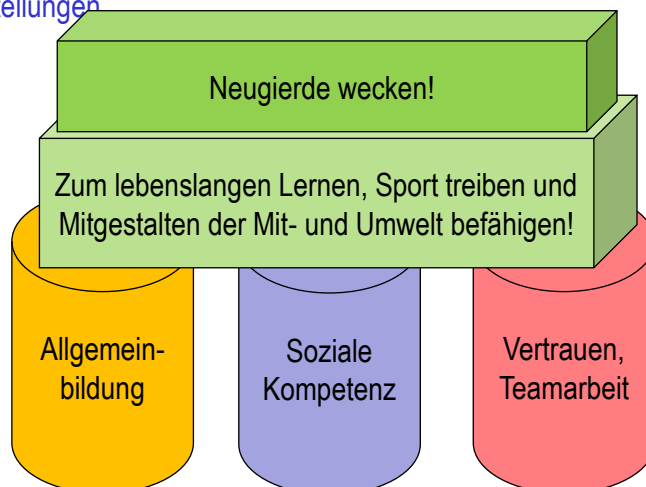 Neugierde wecken!
Zum lebenslangen Lernen, Sport treiben und
Mitgestalten der Mit- und Umwelt befähigen!
Allgemein-
bildung
Soziale
Kompetenz
Vertrauen,
Teamarbeit